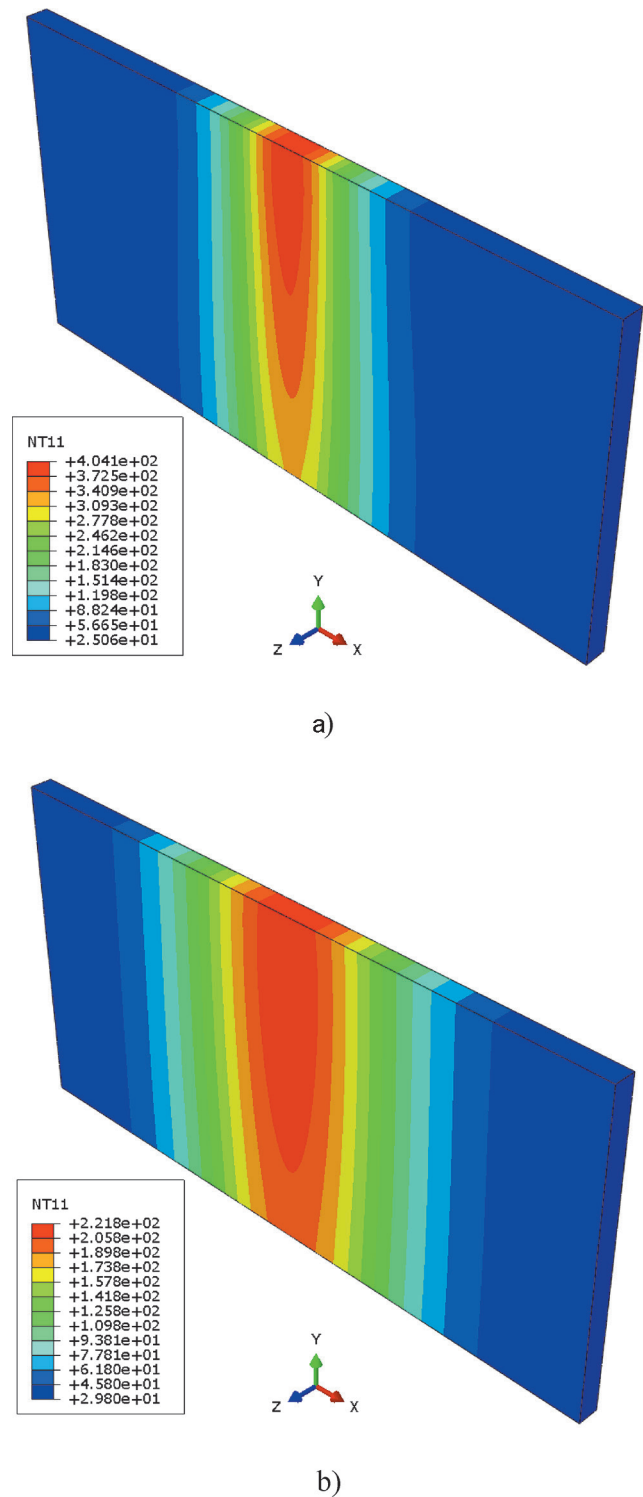 NT11
+4.041e+02
+3.725e+02
+3.409e+02
+3.093e+02
+2.778e+02
+2.462e+02
+2.146e+02
+1.830e+02
+1.514e+02
+1.198e+02
+8.824e+01
+5.665e+01
+2.506e+01
Y
Z
X
a)
NT11
+2.218e+02
+2.058e+02
+1.898e+02
+1.738e+02
+1.578e+02
+1.418e+02
+1.258e+02
+1.098e+02
+9.381e+01
+7.781e+01
+6.180e+01
+4.580e+01
+2.980e+01
Y
Z
X
b)